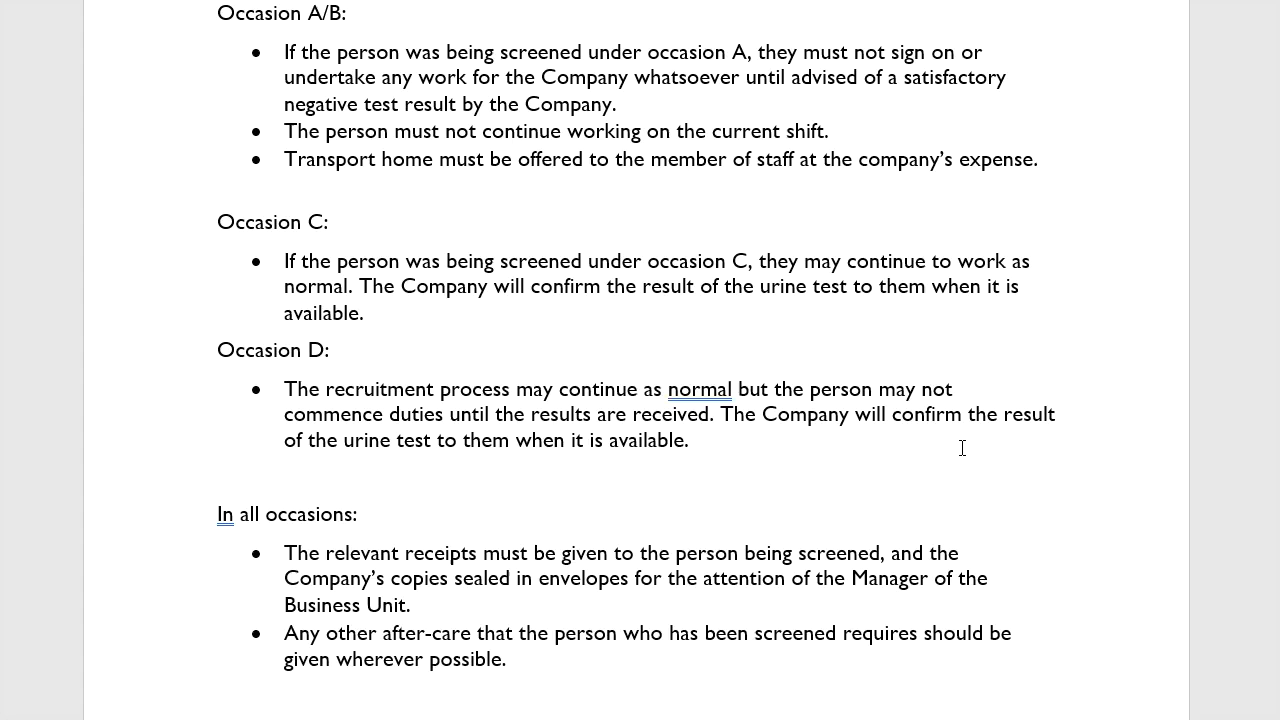 Occasion A/B:
• If the person was being screened under occasion A, they must not sign on or
undertake any work for the Company whatsoever until advised of a satisfactory
negative test result by the Company.
• The person must not continue working on the current shift.
• Transport home must be offered to the member of staff at the company’s expense.
Occasion C:
• If the person was being screened under occasion C, they may continue to work as
normal. The Company will confirm the result of the urine test to them when it is
available.
Occasion D:
• The recruitment process may continue as normal but the person may not
commence duties until the results are received. The Company will confirm the result
of the urine test to them when it is available.
In all occasions:
• The relevant receipts must be given to the person being screened, and the
Company’s copies sealed in envelopes for the attention of the Manager of the
Business Unit.
• Any other after-care that the person who has been screened requires should be
given wherever possible.